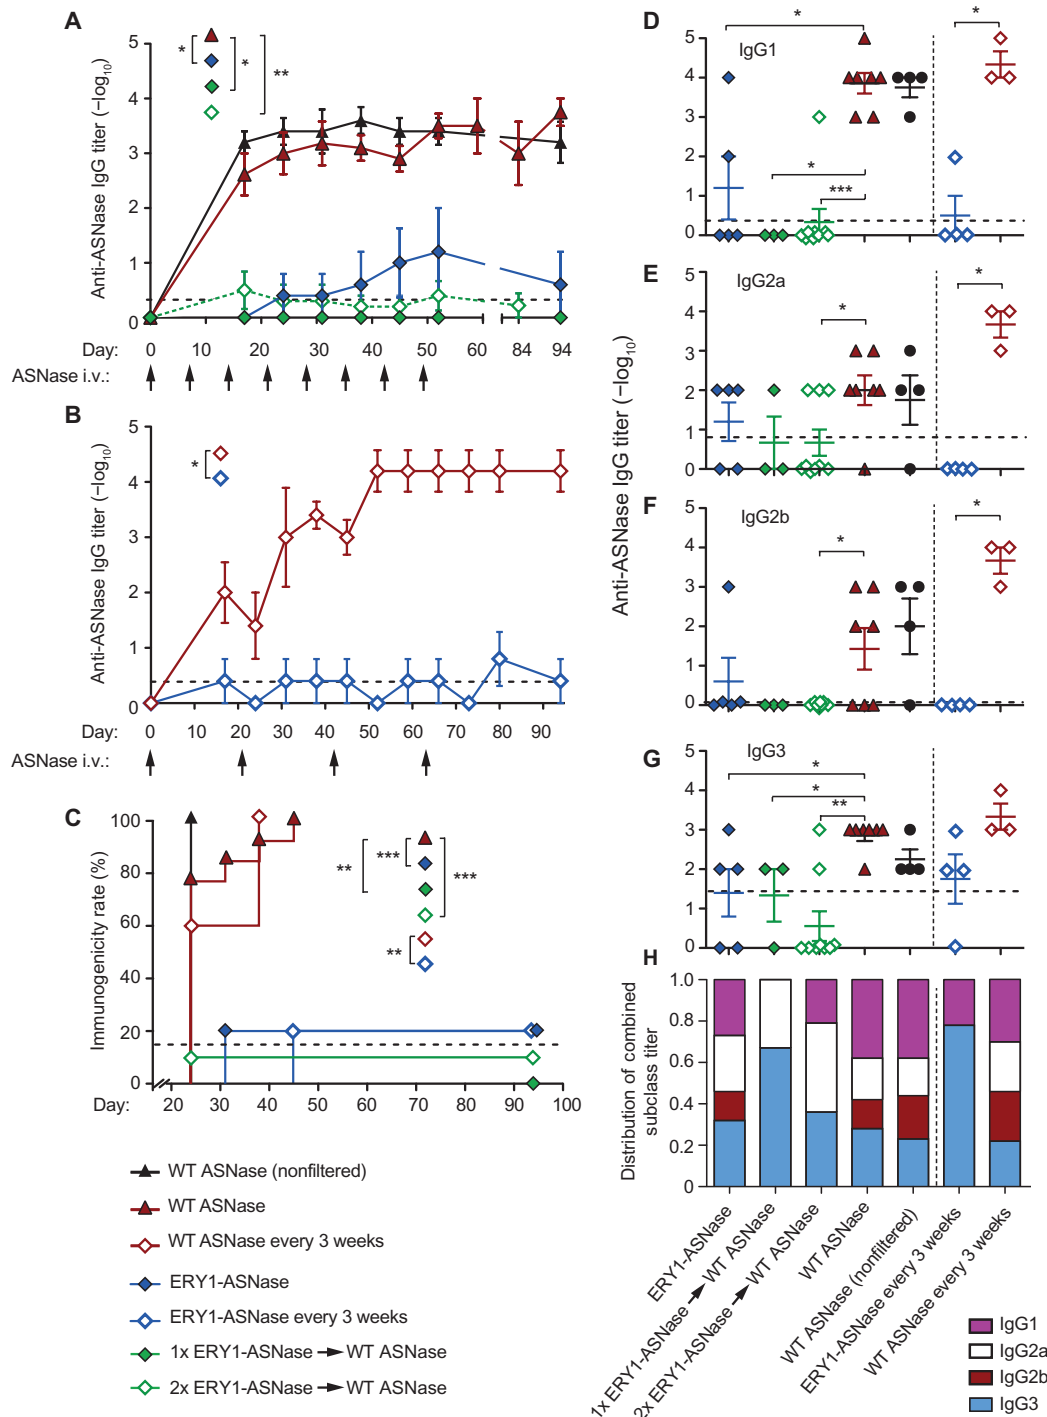 A
Anti-ASNase IgG titer (−log10)
5
4
3
2
1
0
*
*
**
Day: 0 10 20 30 40 50 60 84 94
ASNase i.v.:
B
Anti-ASNase IgG titer (−log10)
5
4
3
2
1
0
*
Day: 0 10 20 30 40 50 60 70 80 90
ASNase i.v.:
C
Immunogenicity rate (%)
100
80
60
40
20
0
**
***
***
**
Day: 20 30 40 50 60 70 80 90 100
WT ASNase (nonfiltered)
WT ASNase
WT ASNase every 3 weeks
ERY1-ASNase
ERY1-ASNase every 3 weeks
1x ERY1-ASNase → WT ASNase
2x ERY1-ASNase → WT ASNase
Anti-ASNase IgG titer (−log10)
D
IgG1
5
4
3
2
1
0
*
*
***
*
E
IgG2a
5
4
3
2
1
0
*
*
F
IgG2b
5
4
3
2
1
0
*
*
G
IgG3
5
4
3
2
1
0
*
*
**
H
Distribution of combined
subclass titer
1.0
0.8
0.6
0.4
0.2
0
ERY1-ASNase
1x ERY1-ASNase → WT ASNase
2x ERY1-ASNase → WT ASNase
WT ASNase
WT ASNase (nonfiltered)
ERY1-ASNase every 3 weeks
WT ASNase every 3 weeks
IgG1
IgG2a
IgG2b
IgG3